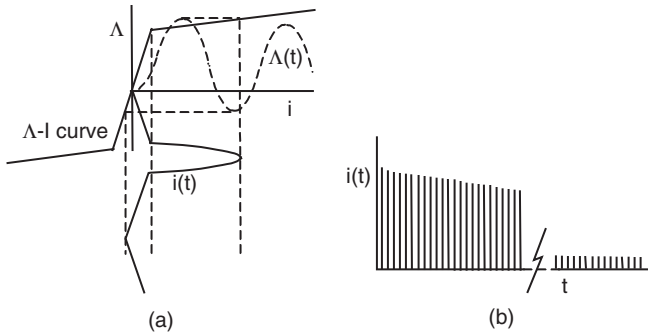 Λ
Λ(t)
i
Λ-I curve
i(t)
(a)
i(t)
t
(b)